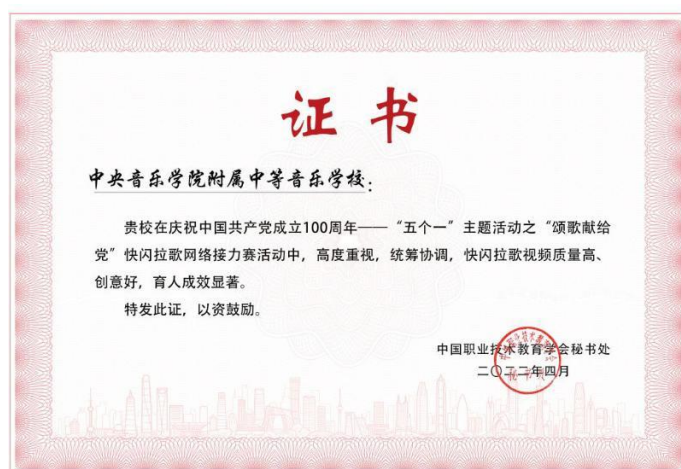 证书
中央音乐学院附属中等音乐学校：
贵校在庆祝中国共产党成立100周年——“五个一”主题活动之“颂歌献给
党”快闪拉歌网络接力赛活动中，高度重视，统筹协调，快闪拉歌视频质量高、
创意好，育人成效显著。
特发此证，以资鼓励。
中国职业技术教育学会秘书处
二〇二二年四月